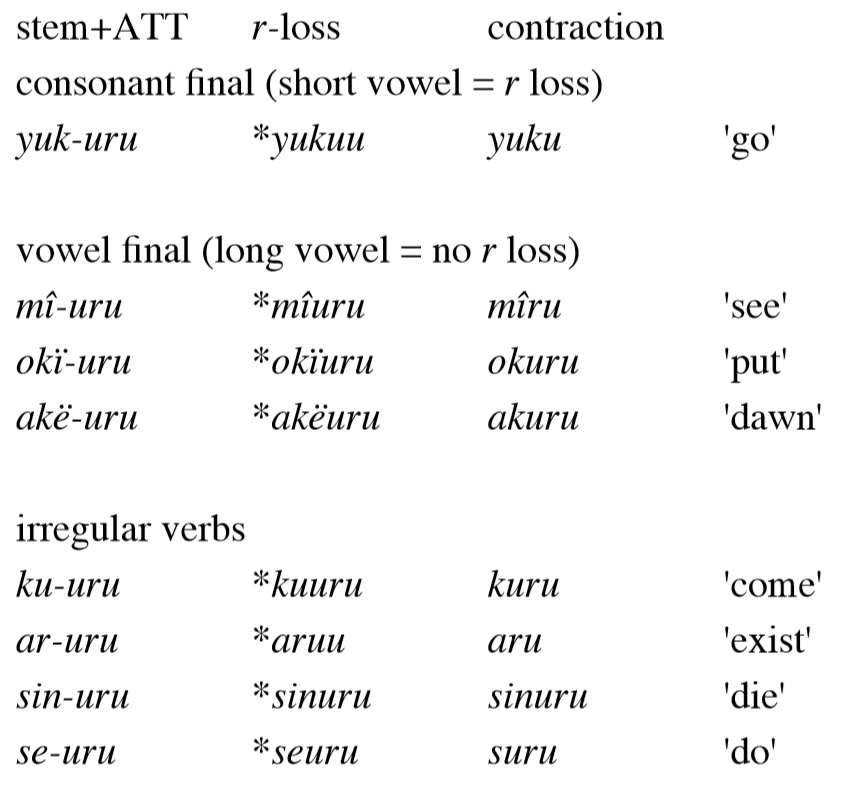 stem+ATT r-loss contraction
consonant final (short vowel = r loss)
yuk-uru *yukuu yuku 'go'
vowel final (long vowel = no r loss)
mî-uru *mîuru mîru 'see'
okï-uru *okïuru okuru 'put'
akë-uru *akëuru akuru 'dawn'
irregular verbs
ku-uru *kuuru kuru 'come'
ar-uru *aruu aru 'exist'
sin-uru *sinuru sinuru 'die'
se-uru *seuru suru 'do'